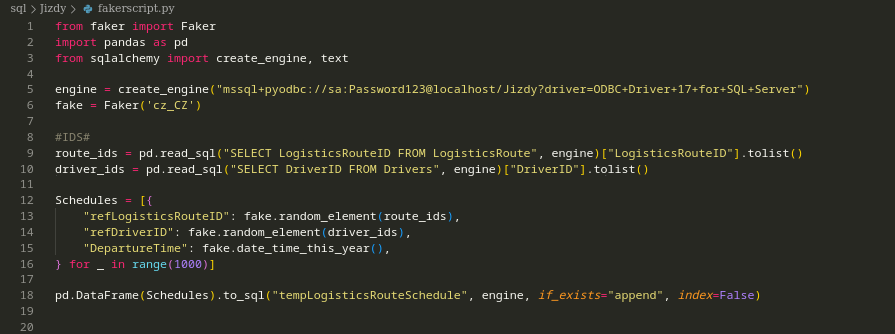 sql > Jizdy > fakerscript.py
1 from faker import Faker
2 import pandas as pd
3 from sqlalchemy import create_engine, text
4
5 engine = create_engine("mssql+pyodbc://sa:Password123@localhost/Jizdy?driver=ODBC+Driver+17+for+SQL+Server")
6 fake = Faker('cz_CZ')
7
8 #IDS#
9 route_ids = pd.read_sql("SELECT LogisticsRouteID FROM LogisticsRoute", engine)["LogisticsRouteID"].tolist()
10 driver_ids = pd.read_sql("SELECT DriverID FROM Drivers", engine)["DriverID"].tolist()
11
12 Schedules = [{
13     "refLogisticsRouteID": fake.random_element(route_ids),
14     "refDriverID": fake.random_element(driver_ids),
15     "DepartureTime": fake.date_time_this_year(),
16 } for _ in range(1000)]
17
18 pd.DataFrame(Schedules).to_sql("tempLogisticsRouteSchedule", engine, if_exists="append", index=False)
19
20